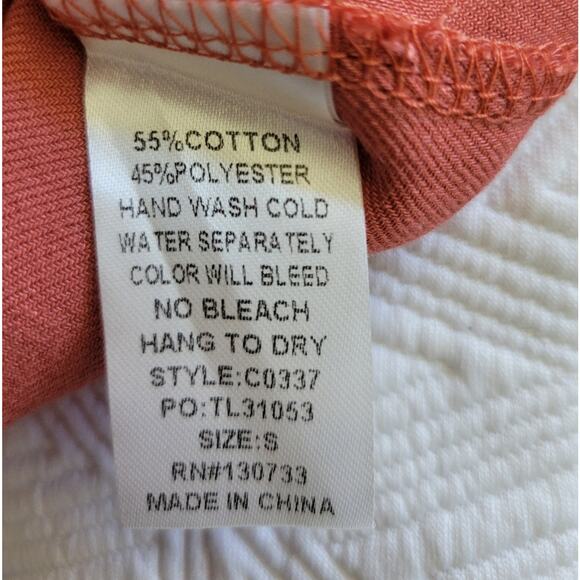 55%COTTON
45%POLYESTER
HAND WASH COLD
WATER SEPARATELY
COLOR WILL BLEED
NO BLEACH
HANG TO DRY
STYLE:C0337
PO:TL31053
SIZE:S
RN#130733
MADE IN CHINA